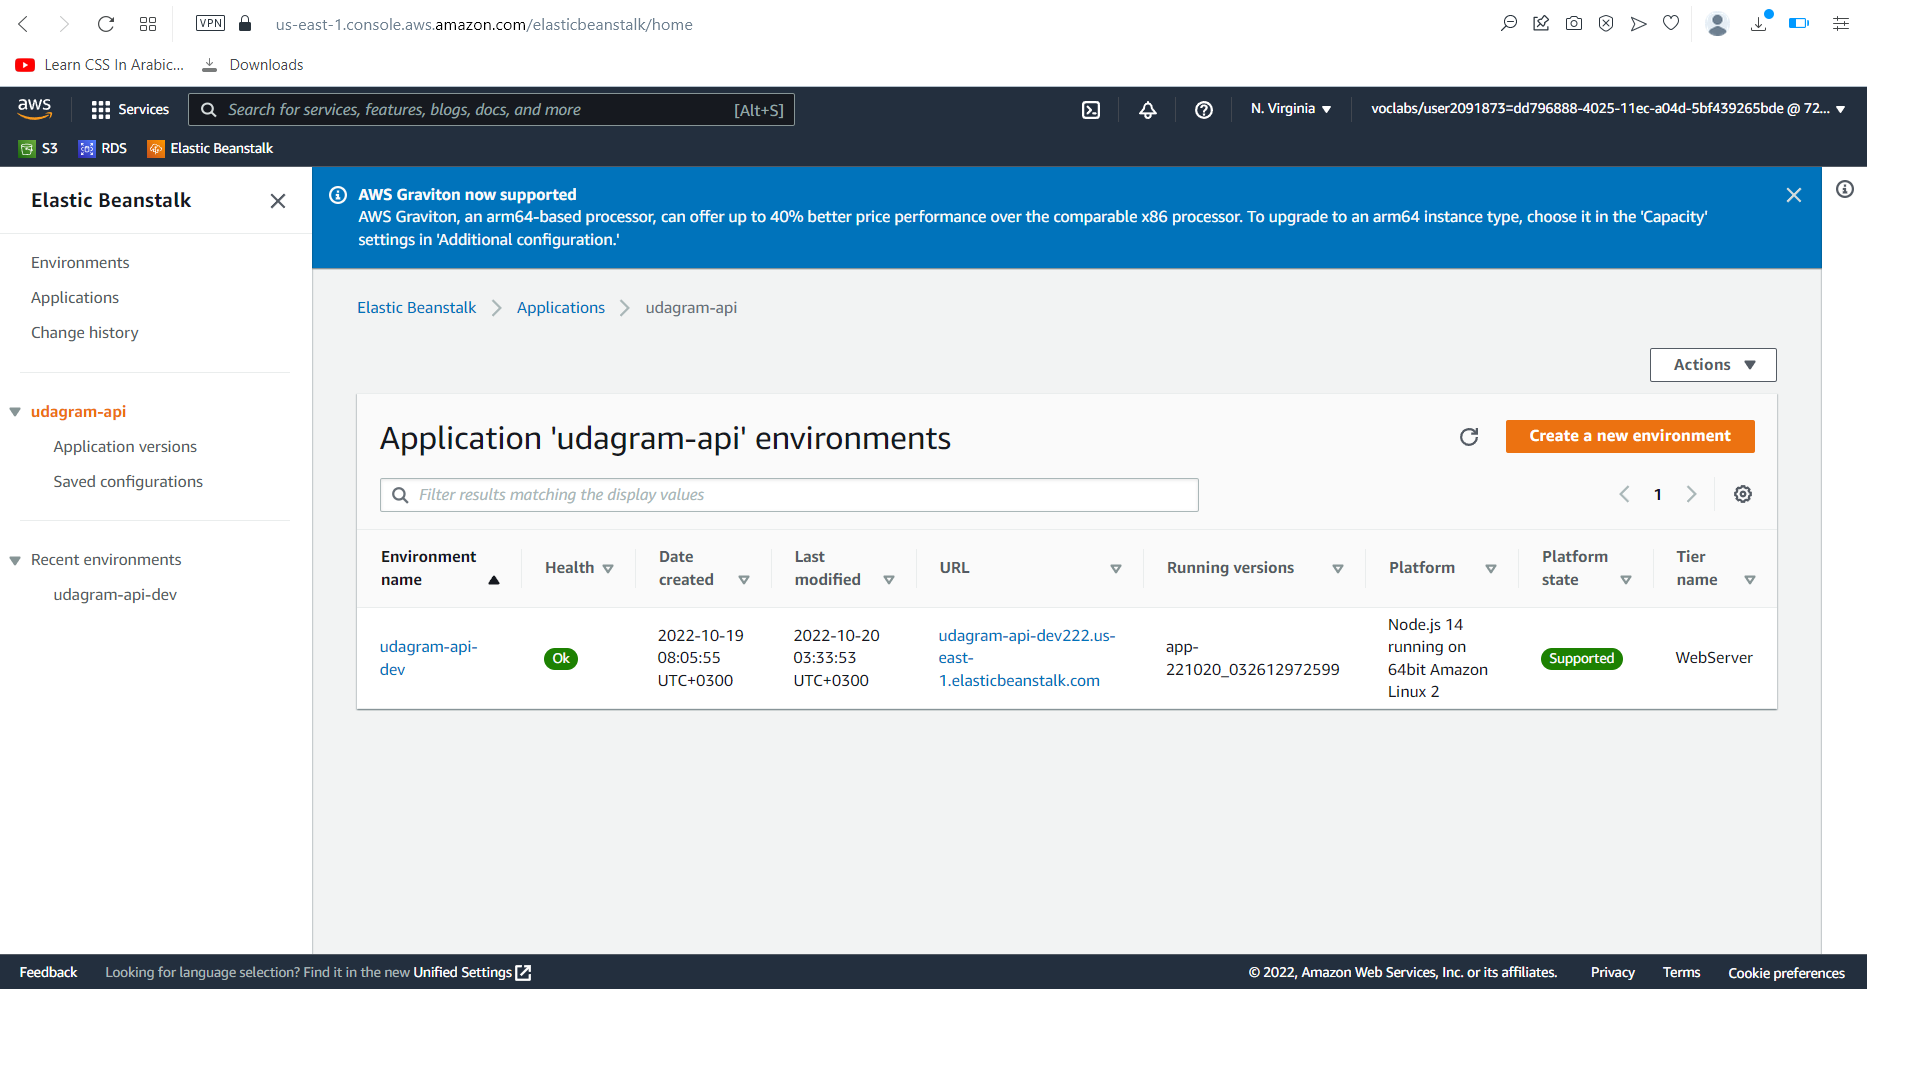 VPN
us-east-1.console.aws.amazon.com/elasticbeanstalk/home
Learn CSS In Arabic...
Downloads
aws
Services
Search for services, features, blogs, docs, and more
[Alt+S]
N. Virginia
voclabs/user2091873=dd796888-4025-11ec-a04d-5bf439265bde @ 72...
S3
RDS
Elastic Beanstalk
Elastic Beanstalk
AWS Graviton now supported
AWS Graviton, an arm64-based processor, can offer up to 40% better price performance over the comparable x86 processor. To upgrade to an arm64 instance type, choose it in the 'Capacity'
settings in 'Additional configuration.'
Environments
Applications
Change history
udagram-api
Application versions
Saved configurations
Recent environments
udagram-api-dev
Elastic Beanstalk
Applications
udagram-api
Actions
Application 'udagram-api' environments
Create a new environment
Filter results matching the display values
1
Environment
name
Health
Date
created
Last
modified
URL
Running versions
Platform
Platform
state
Tier
name
udagram-api-
dev
Ok
2022-10-19
08:05:55
UTC+0300
2022-10-20
03:33:53
UTC+0300
udagram-api-dev222.us-
east-
1.elasticbeanstalk.com
app-
221020_032612972599
Node.js 14
running on
64bit Amazon
Linux 2
Supported
WebServer
Feedback
Looking for language selection? Find it in the new Unified Settings
© 2022, Amazon Web Services, Inc. or its affiliates.
Privacy
Terms
Cookie preferences